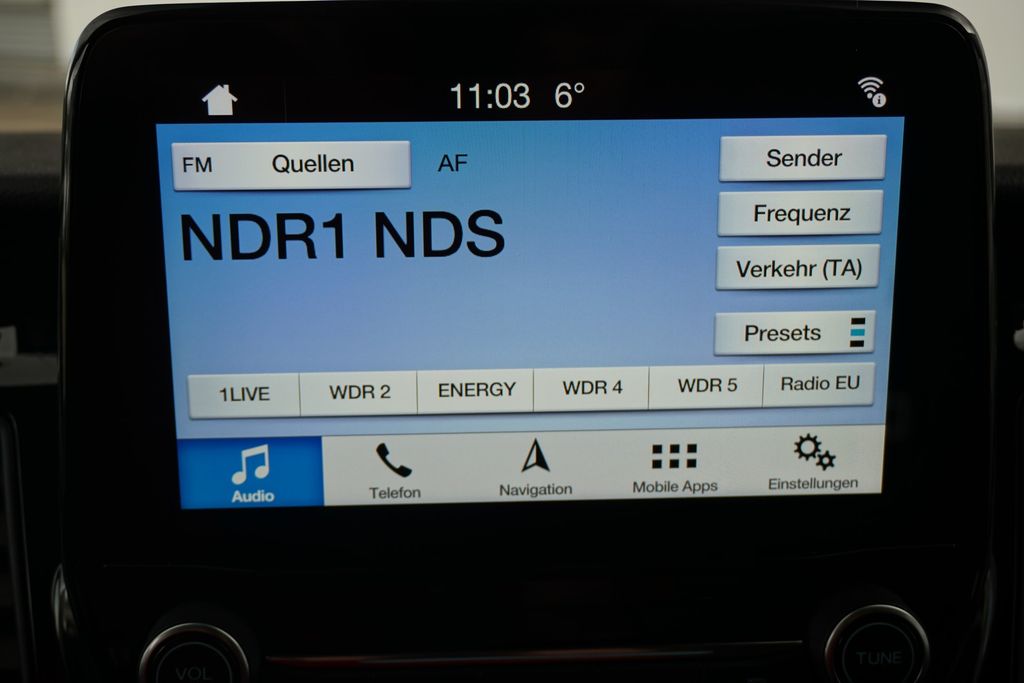 11:03 6°
FM Quellen AF
Sender
NDR1 NDS
Frequenz
Verkehr (TA)
Presets
1LIVE WDR 2 ENERGY WDR 4 WDR 5 Radio EU
Audio Telefon Navigation Mobile Apps Einstellungen
VOL TUNE